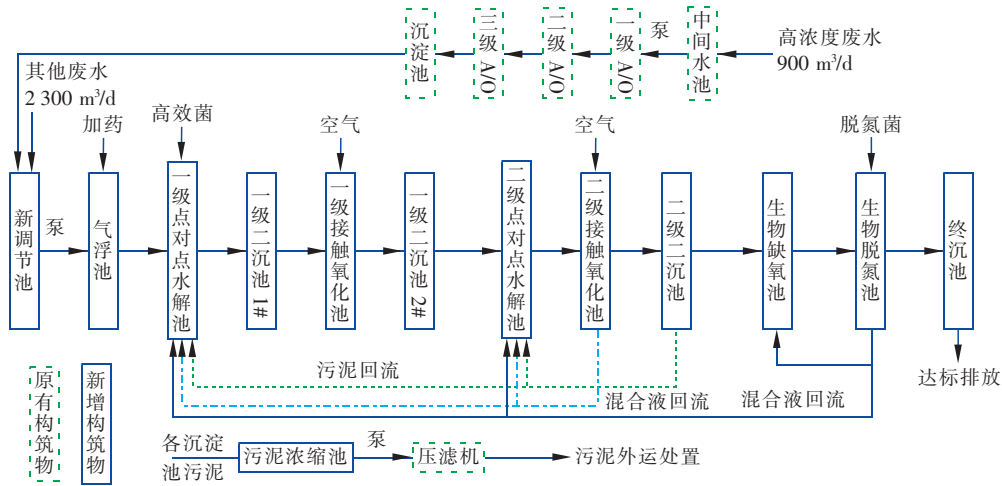 高浓度废水
900 m³/d
中间水池
泵
一级 A/O
二级 A/O
三级 A/O
沉淀池
其他废水
2 300 m³/d
加药
高效菌
空气
空气
脱氮菌
新调节池
泵
气浮池
一级点对点水解池
一级二沉池 1#
一级接触氧化池
一级二沉池 2#
二级点对点水解池
二级接触氧化池
二级二沉池
生物缺氧池
生物脱氮池
终沉池
达标排放
污泥回流
混合液回流
混合液回流
原有构筑物
新增构筑物
各沉淀
池污泥
污泥浓缩池
泵
压滤机
污泥外运处置